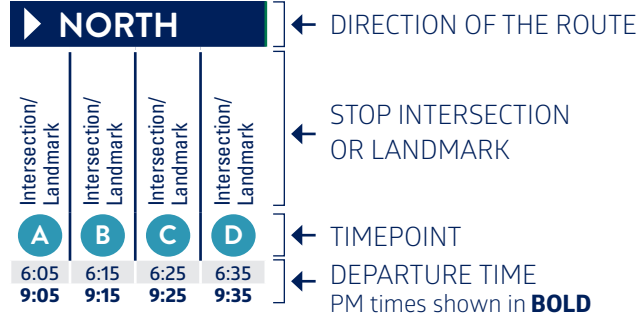 NORTH
DIRECTION OF THE ROUTE
Intersection/
Landmark
Intersection/
Landmark
Intersection/
Landmark
Intersection/
Landmark
STOP INTERSECTION
OR LANDMARK
A B C D
TIMEPOINT
6:05 6:15 6:25 6:35
9:05 9:15 9:25 9:35
DEPARTURE TIME
PM times shown in BOLD